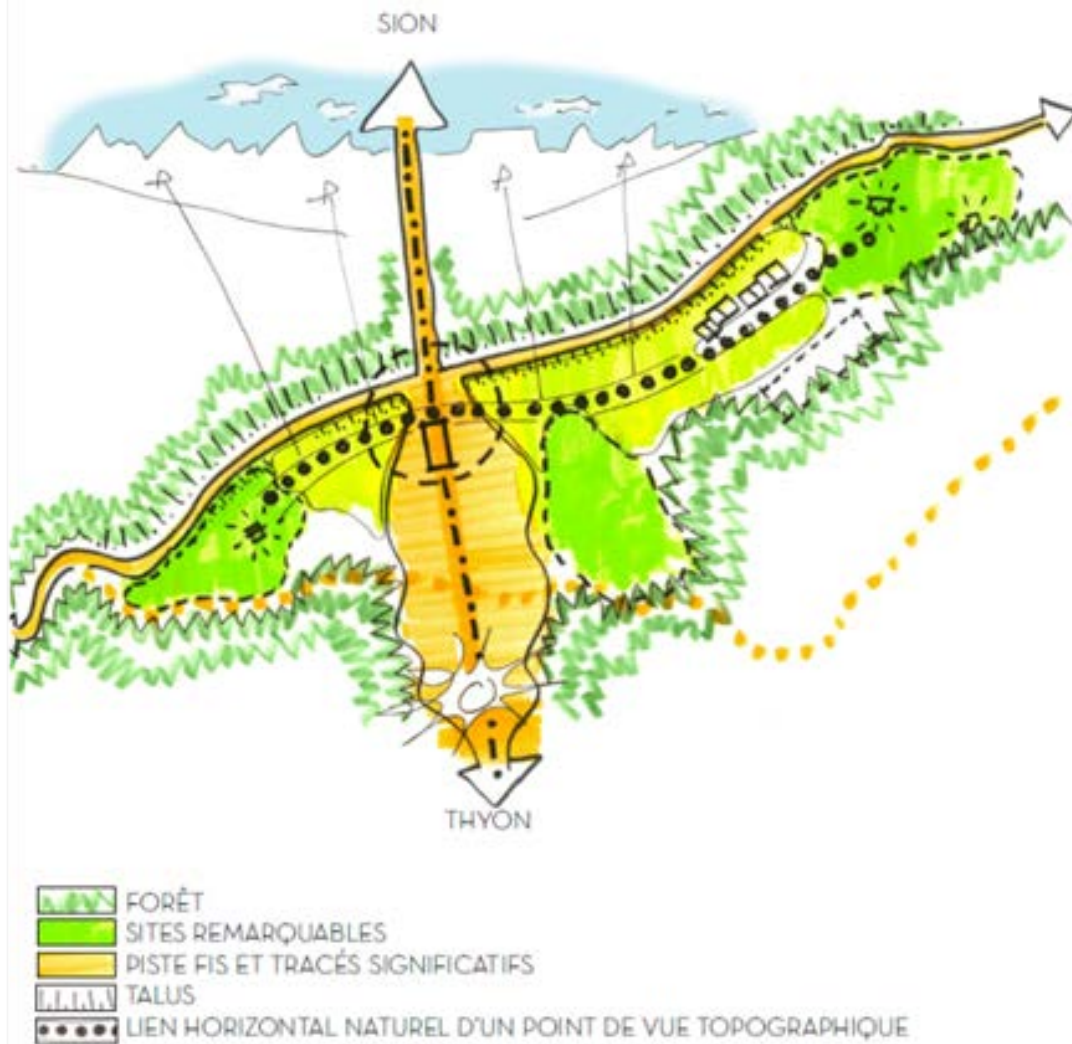 SION
THYON
FORÊT
SITES REMARQUABLES
PISTE FIS ET TRACÉS SIGNIFICATIFS
TALUS
LIEN HORIZONTAL NATUREL D'UN POINT DE VUE TOPOGRAPHIQUE